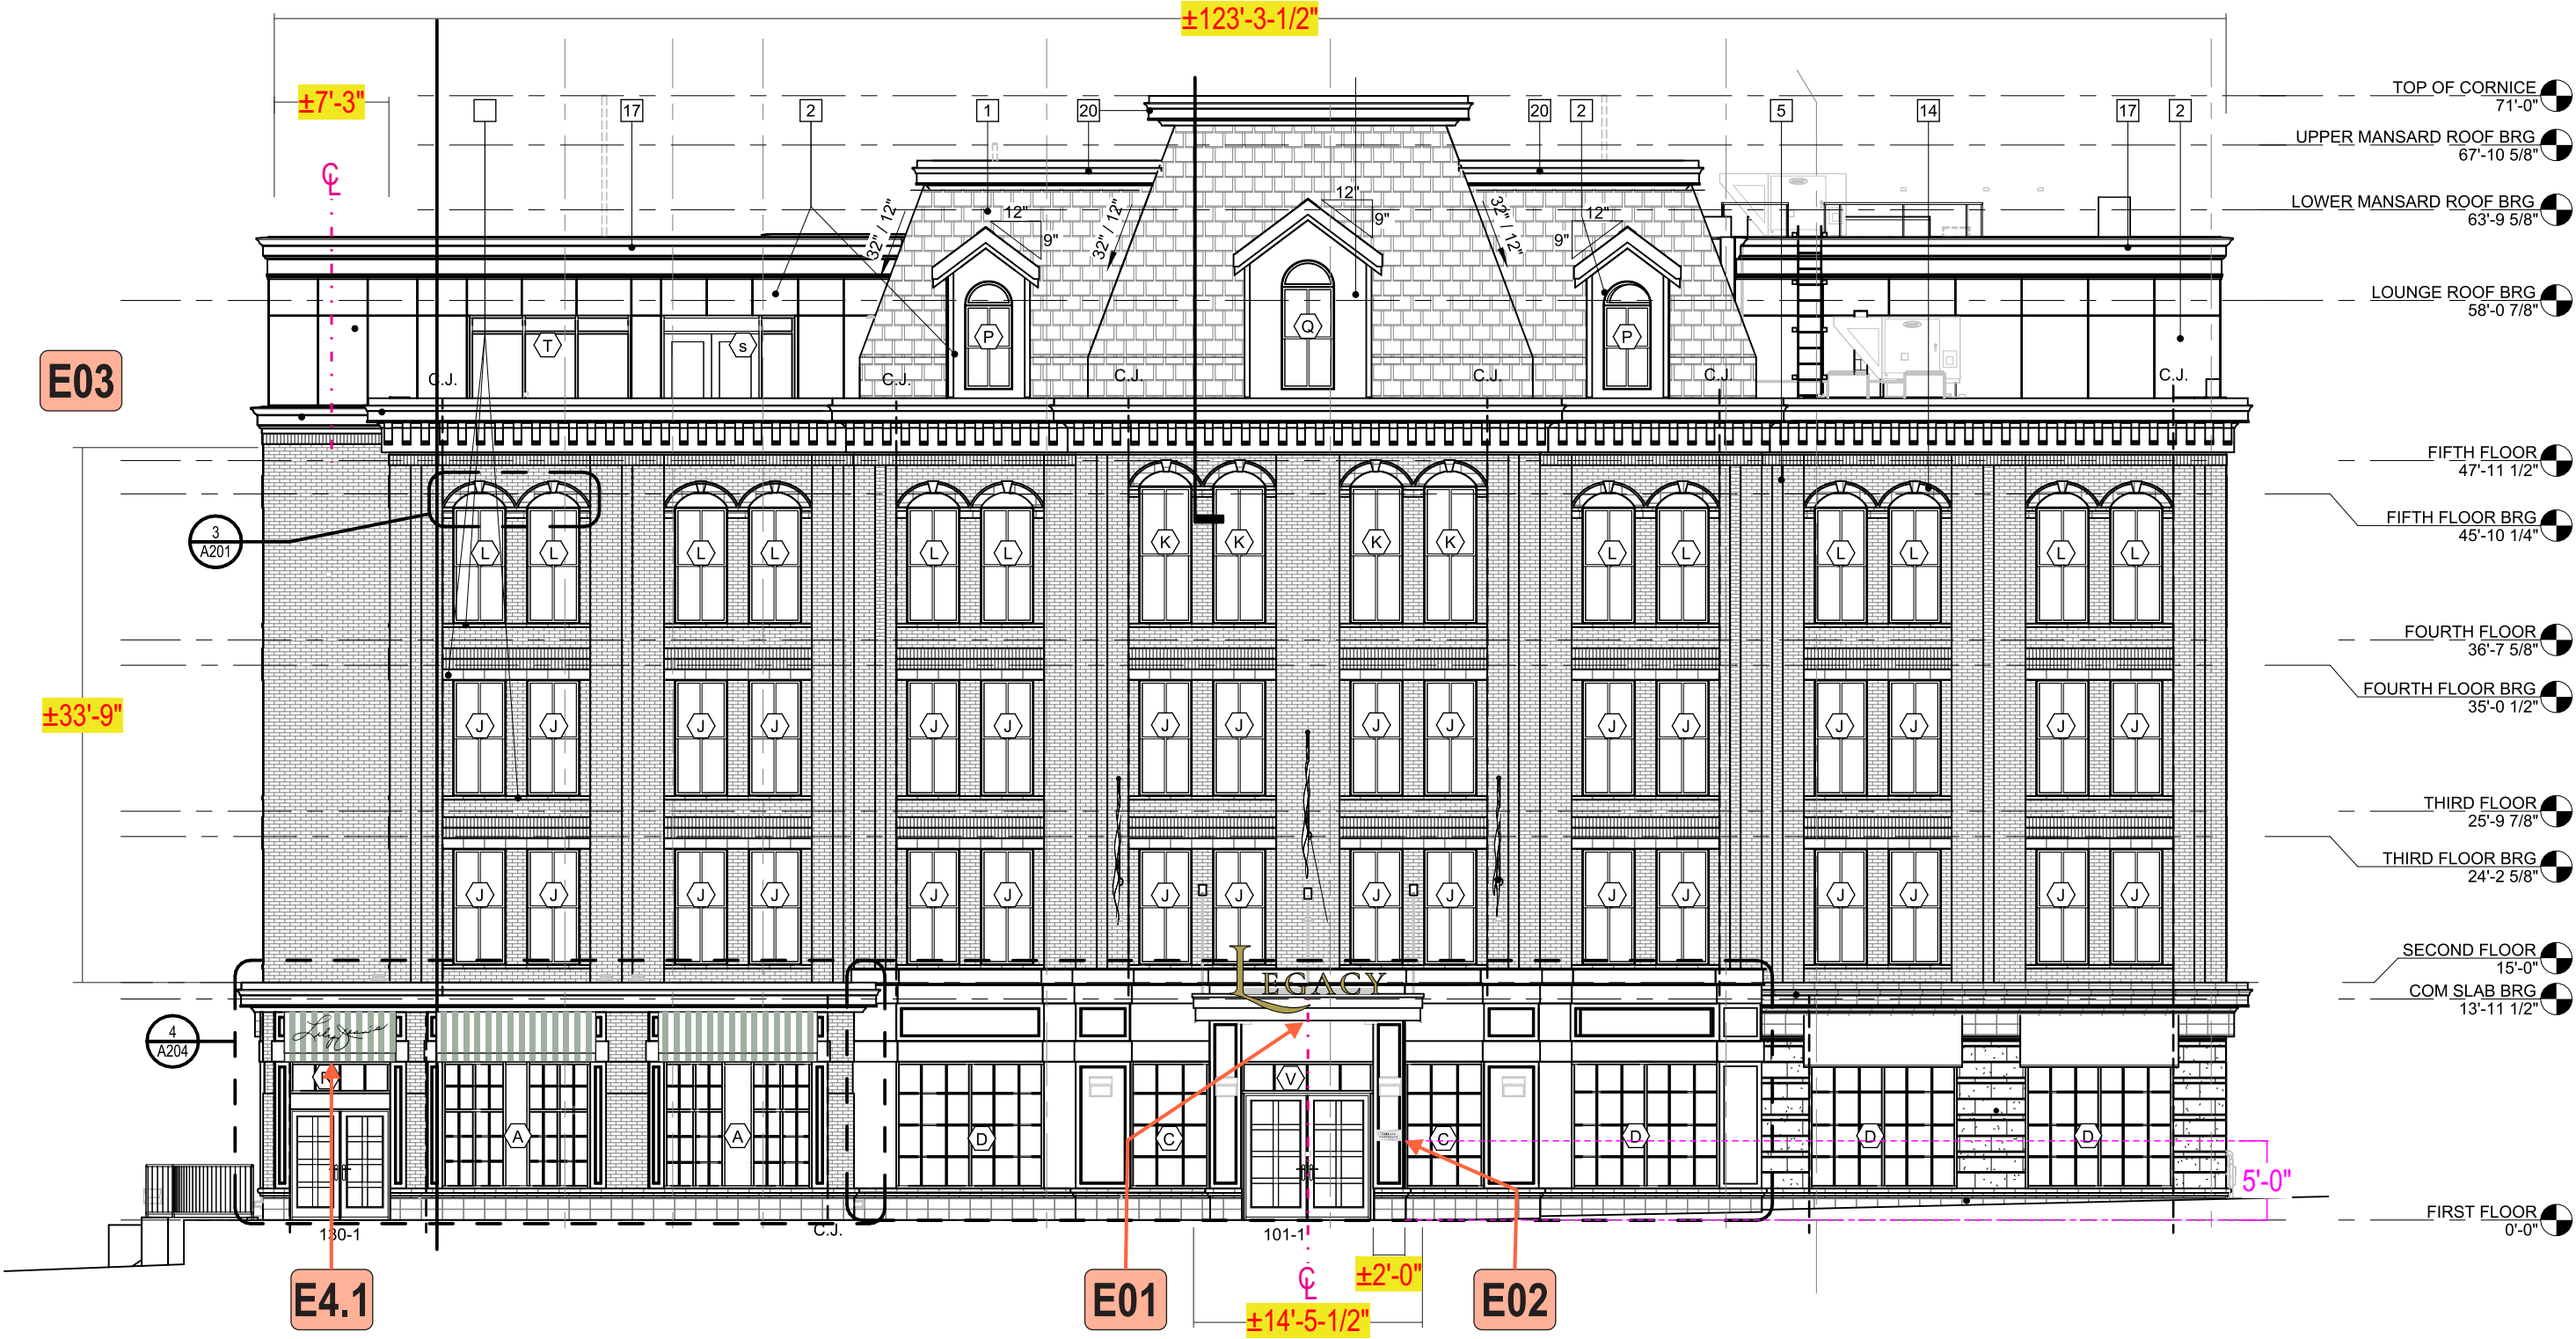 ±123'-3-1/2"
±7'-3"
17
2
1
20
20
2
5
14
17
2
TOP OF CORNICE
71'-0"
UPPER MANSARD ROOF BRG
67'-10 5/8"
LOWER MANSARD ROOF BRG
63'-9 5/8"
LOUNGE ROOF BRG
58'-0 7/8"
32" / 12"
12"
9"
32" / 12"
12"
9"
32" / 12"
12"
9"
T
s
P
Q
P
E03
C.J.
C.J.
C.J.
C.J.
C.J.
C.J.
FIFTH FLOOR
47'-11 1/2"
FIFTH FLOOR BRG
45'-10 1/4"
3
A201
L L L L L L K K K K L L L L L L
FOURTH FLOOR
36'-7 5/8"
FOURTH FLOOR BRG
35'-0 1/2"
±33'-9"
J J J J J J J J J J J J J J J J
THIRD FLOOR
25'-9 7/8"
THIRD FLOOR BRG
24'-2 5/8"
J J J J J J J J J J J J J J J J
SECOND FLOOR
15'-0"
COM SLAB BRG
13'-11 1/2"
LEGACY
4
A204
Lily Jean's
V
A
A
D
C
C
D
D
D
5'-0"
FIRST FLOOR
0'-0"
130-1
C.J.
101-1
E4.1
E01
±2'-0"
E02
±14'-5-1/2"